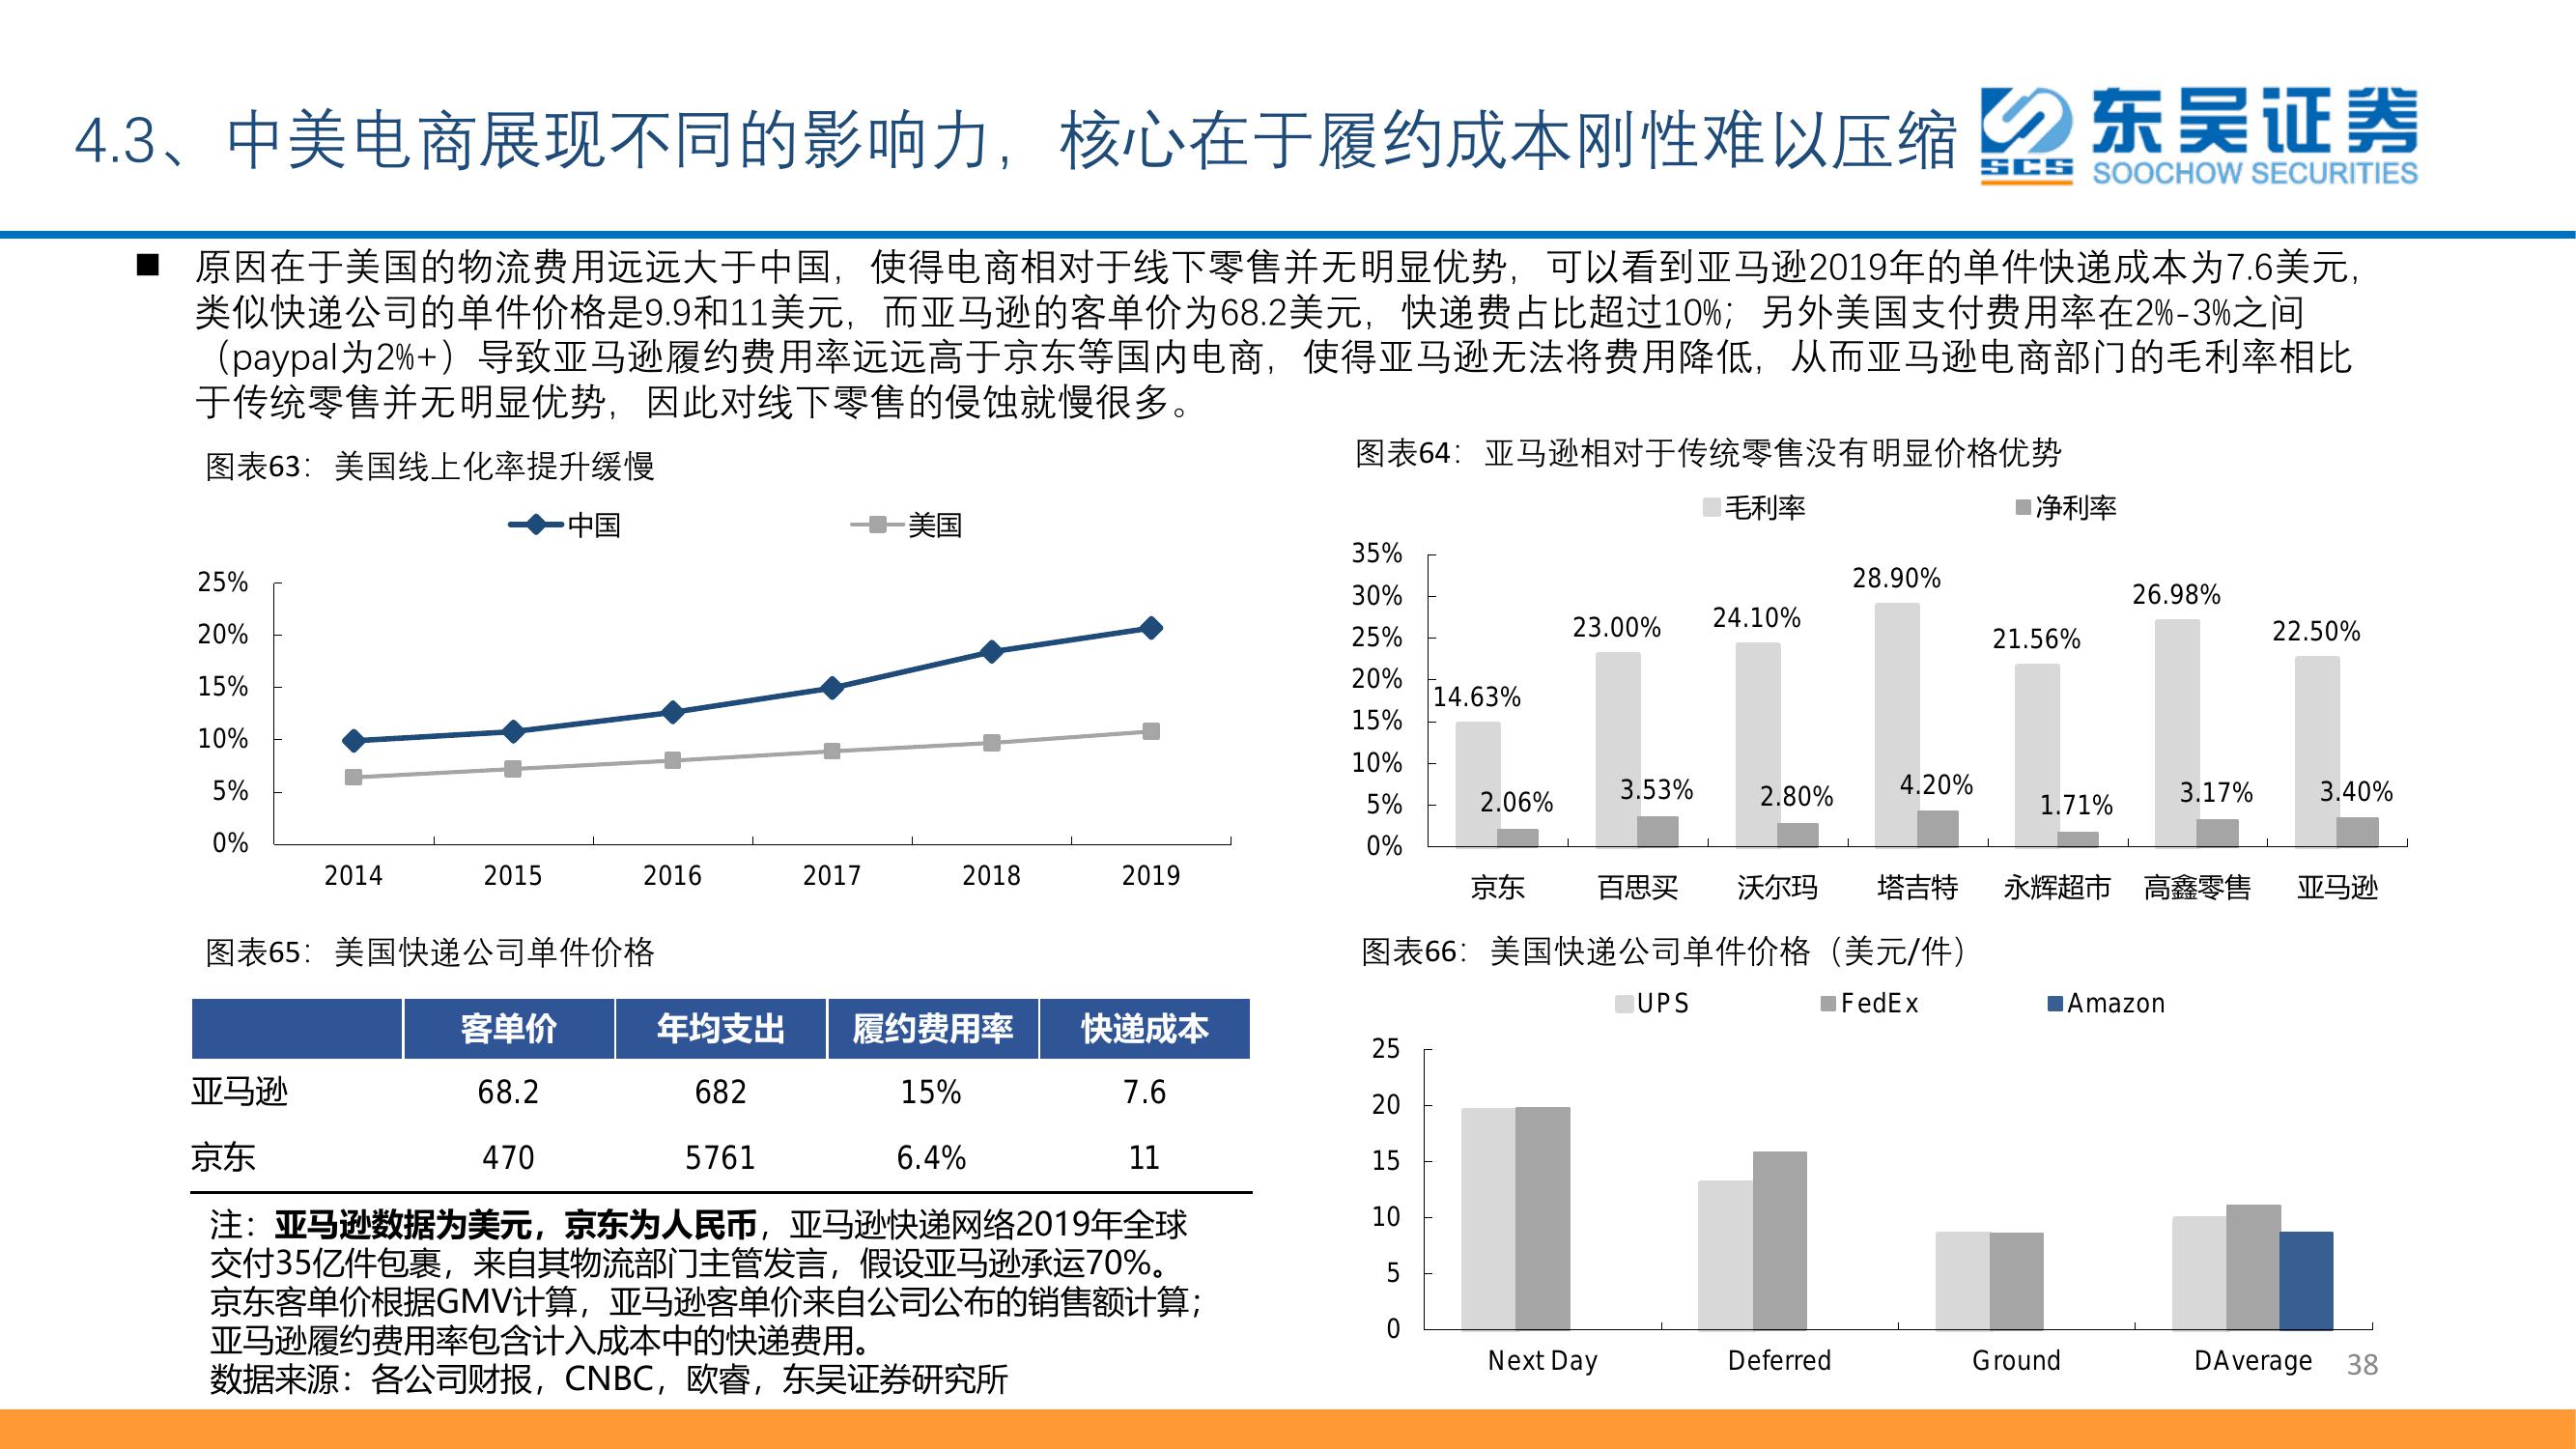 4.3、中美电商展现不同的影响力，核心在于履约成本刚性难以压缩
SCS
东吴证券
SOOCHOW SECURITIES
■ 原因在于美国的物流费用远远大于中国，使得电商相对于线下零售并无明显优势，可以看到亚马逊2019年的单件快递成本为7.6美元，
类似快递公司的单件价格是9.9和11美元，而亚马逊的客单价为68.2美元，快递费占比超过10%；另外美国支付费用率在2%-3%之间
（paypal为2%+）导致亚马逊履约费用率远远高于京东等国内电商，使得亚马逊无法将费用降低，从而亚马逊电商部门的毛利率相比
于传统零售并无明显优势，因此对线下零售的侵蚀就慢很多。
图表63：美国线上化率提升缓慢
中国 美国
25%
20%
15%
10%
5%
0%
2014 2015 2016 2017 2018 2019
图表64：亚马逊相对于传统零售没有明显价格优势
毛利率 净利率
35%
30%
25%
20%
15%
10%
5%
0%
14.63% 23.00% 24.10% 28.90% 21.56% 26.98% 22.50%
2.06% 3.53% 2.80% 4.20% 1.71% 3.17% 3.40%
京东 百思买 沃尔玛 塔吉特 永辉超市 高鑫零售 亚马逊
图表65：美国快递公司单件价格
客单价 年均支出 履约费用率 快递成本
亚马逊 68.2 682 15% 7.6
京东 470 5761 6.4% 11
注：亚马逊数据为美元，京东为人民币，亚马逊快递网络2019年全球
交付35亿件包裹，来自其物流部门主管发言，假设亚马逊承运70%。
京东客单价根据GMV计算，亚马逊客单价来自公司公布的销售额计算；
亚马逊履约费用率包含计入成本中的快递费用。
数据来源：各公司财报，CNBC，欧睿，东吴证券研究所
图表66：美国快递公司单件价格（美元/件）
UPS FedEx Amazon
25
20
15
10
5
0
Next Day Deferred Ground DAverage
38